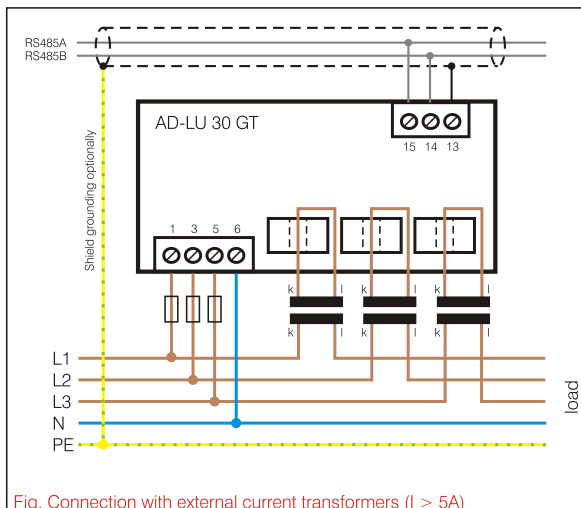 RS485A
RS485B
AD-LU 30 GT
15 14 13
Shield grounding optionally
1 3 5 6
k l k l k l
k l k l k l
L1
L2
L3
N
PE
load
Fig. Connection with external current transformers (I > 5A)